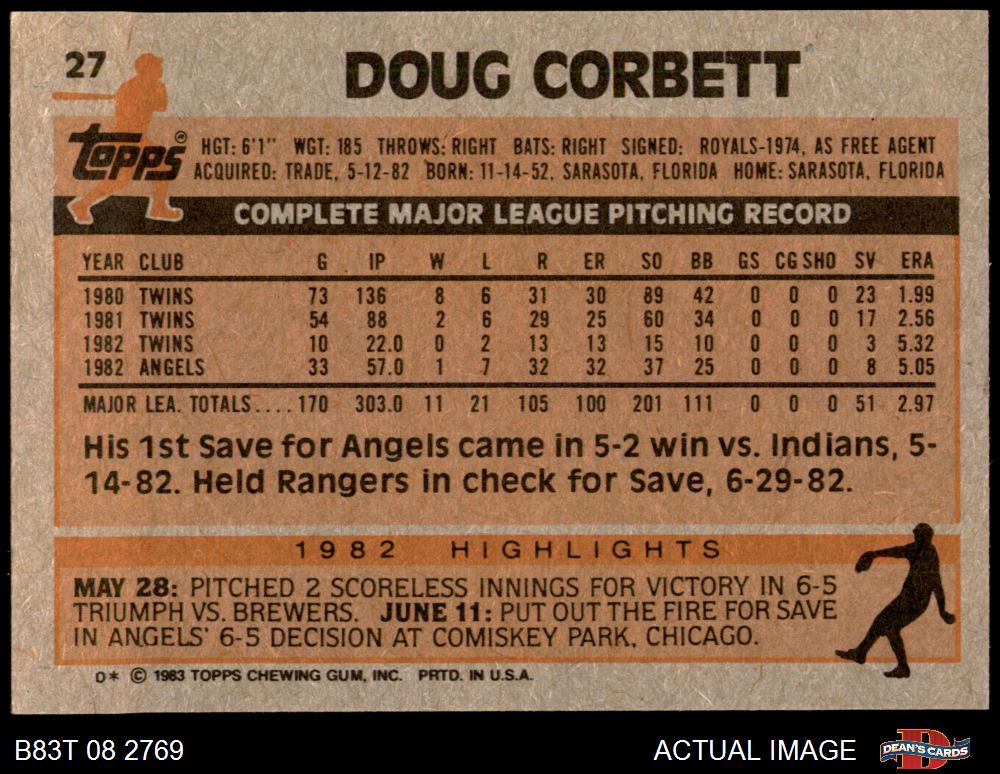 27
DOUG CORBETT
Topps®
HGT: 6'1" WGT: 185 THROWS: RIGHT BATS: RIGHT SIGNED: ROYALS-1974, AS FREE AGENT
ACQUIRED: TRADE, 5-12-82 BORN: 11-14-52, SARASOTA, FLORIDA HOME: SARASOTA, FLORIDA
COMPLETE MAJOR LEAGUE PITCHING RECORD
YEAR CLUB G IP W L R ER SO BB GS CG SHO SV ERA
1980 TWINS 73 136 8 6 31 30 89 42 0 0 0 23 1.99
1981 TWINS 54 88 2 6 29 25 60 34 0 0 0 17 2.56
1982 TWINS 10 22.0 0 2 13 13 15 10 0 0 0 3 5.32
1982 ANGELS 33 57.0 1 7 32 32 37 25 0 0 0 8 5.05
MAJOR LEA. TOTALS.... 170 303.0 11 21 105 100 201 111 0 0 0 51 2.97
His 1st Save for Angels came in 5-2 win vs. Indians, 5-
14-82. Held Rangers in check for Save, 6-29-82.
1982 HIGHLIGHTS
MAY 28: PITCHED 2 SCORELESS INNINGS FOR VICTORY IN 6-5
TRIUMPH VS. BREWERS. JUNE 11: PUT OUT THE FIRE FOR SAVE
IN ANGELS' 6-5 DECISION AT COMISKEY PARK, CHICAGO.
D* © 1983 TOPPS CHEWING GUM, INC. PRTD. IN U.S.A.
B83T 08 2769
ACTUAL IMAGE
DEAN'S CARDS